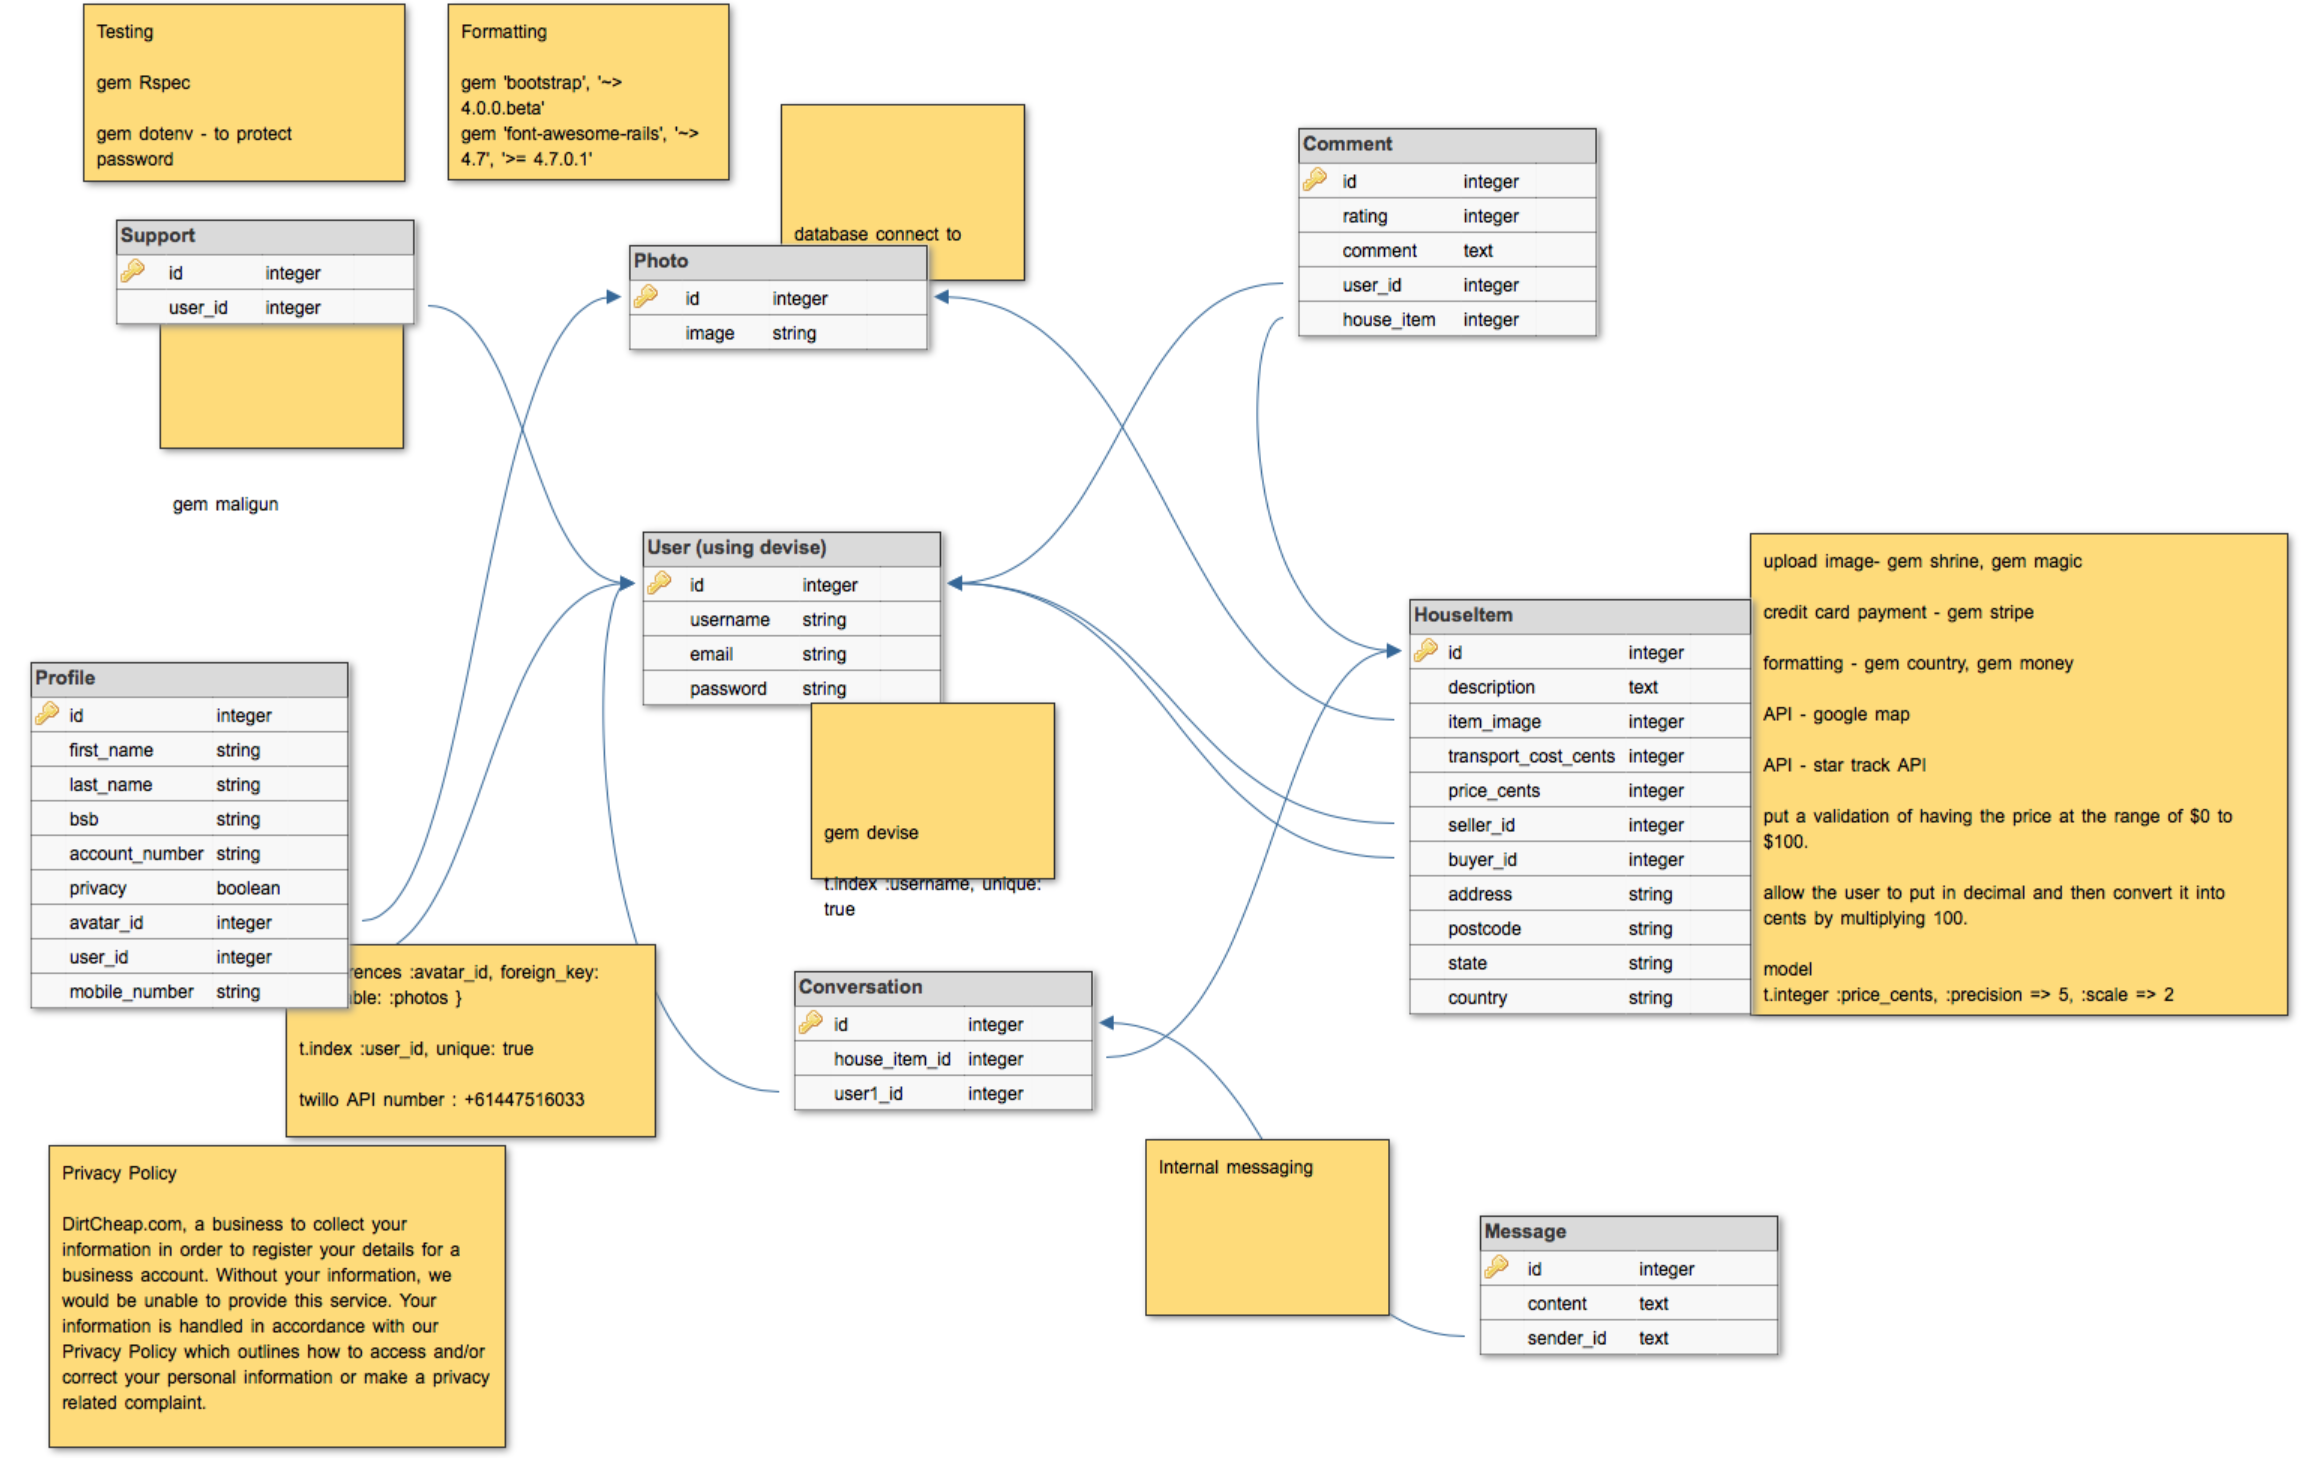 Testing
gem Rspec
gem dotenv - to protect
password
Formatting
gem 'bootstrap', '~>
4.0.0.beta'
gem 'font-awesome-rails', '~>
4.7', '>= 4.7.0.1'
database connect to
Comment
id integer
rating integer
comment text
user_id integer
house_item integer
Support
id integer
user_id integer
gem maligun
Photo
id integer
image string
User (using devise)
id integer
username string
email string
password string
gem devise
t.index :username, unique:
true
HouseItem
id integer
description text
item_image integer
transport_cost_cents integer
price_cents integer
seller_id integer
buyer_id integer
address string
postcode string
state string
country string
upload image- gem shrine, gem magic
credit card payment - gem stripe
formatting - gem country, gem money
API - google map
API - star track API
put a validation of having the price at the range of $0 to
$100.
allow the user to put in decimal and then convert it into
cents by multiplying 100.
model
t.integer :price_cents, :precision => 5, :scale => 2
Profile
id integer
first_name string
last_name string
bsb string
account_number string
privacy boolean
avatar_id integer
user_id integer
mobile_number string
:avatar_id, foreign_key:
:photos }
t.index :user_id, unique: true
twillo API number : +61447516033
Conversation
id integer
house_item_id integer
user1_id integer
Internal messaging
Message
id integer
content text
sender_id text
Privacy Policy
DirtCheap.com, a business to collect your
information in order to register your details for a
business account. Without your information, we
would be unable to provide this service. Your
information is handled in accordance with our
Privacy Policy which outlines how to access and/or
correct your personal information or make a privacy
related complaint.